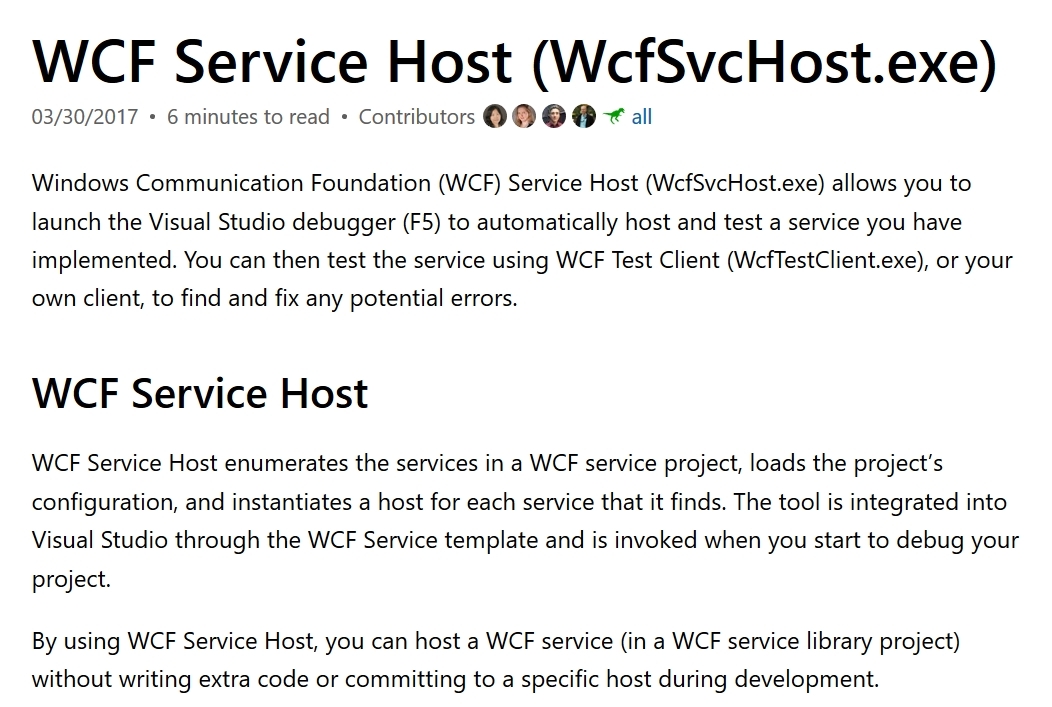 WCF Service Host (WcfSvcHost.exe)
03/30/2017 • 6 minutes to read • Contributors all
Windows Communication Foundation (WCF) Service Host (WcfSvcHost.exe) allows you to
launch the Visual Studio debugger (F5) to automatically host and test a service you have
implemented. You can then test the service using WCF Test Client (WcfTestClient.exe), or your
own client, to find and fix any potential errors.
WCF Service Host
WCF Service Host enumerates the services in a WCF service project, loads the project’s
configuration, and instantiates a host for each service that it finds. The tool is integrated into
Visual Studio through the WCF Service template and is invoked when you start to debug your
project.
By using WCF Service Host, you can host a WCF service (in a WCF service library project)
without writing extra code or committing to a specific host during development.